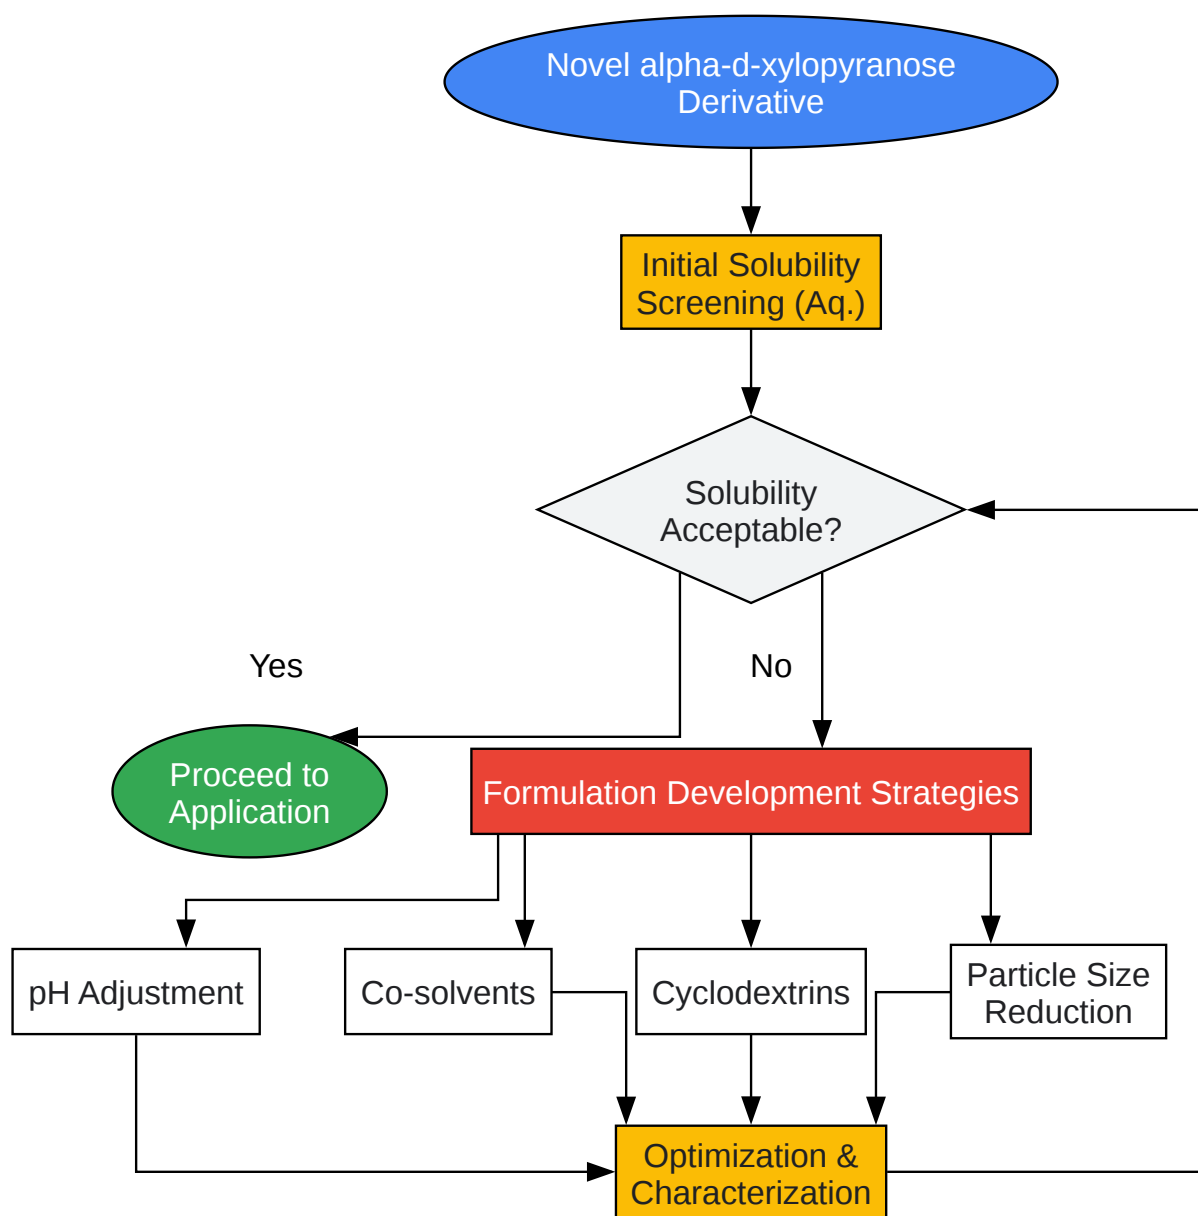 Novel alpha-d-xylopyranose
Derivative
Initial Solubility
Screening (Aq.)
Solubility
Acceptable?
Yes
No
Proceed to
Application
Formulation Development Strategies
pH Adjustment
Co-solvents
Cyclodextrins
Particle Size
Reduction
Optimization &
Characterization